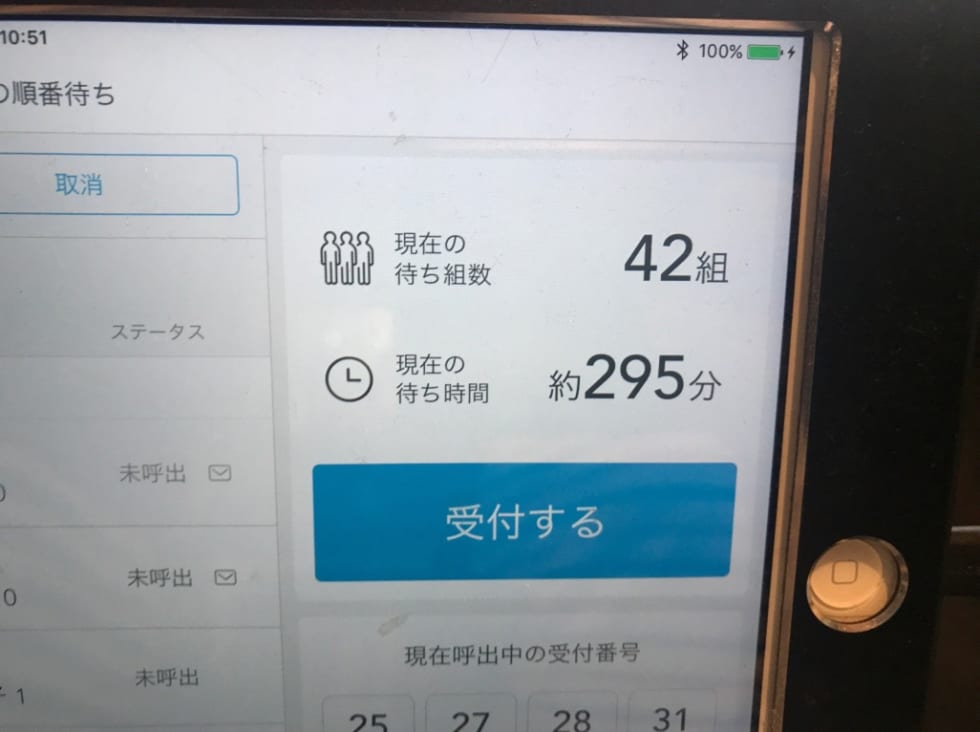 10:51
100%
の順番待ち
取消
現在の
待ち組数
42組
ステータス
現在の
待ち時間
約295分
未呼出
受付する
未呼出
0
現在呼出中の受付番号
未呼出
1
25 27 28 31